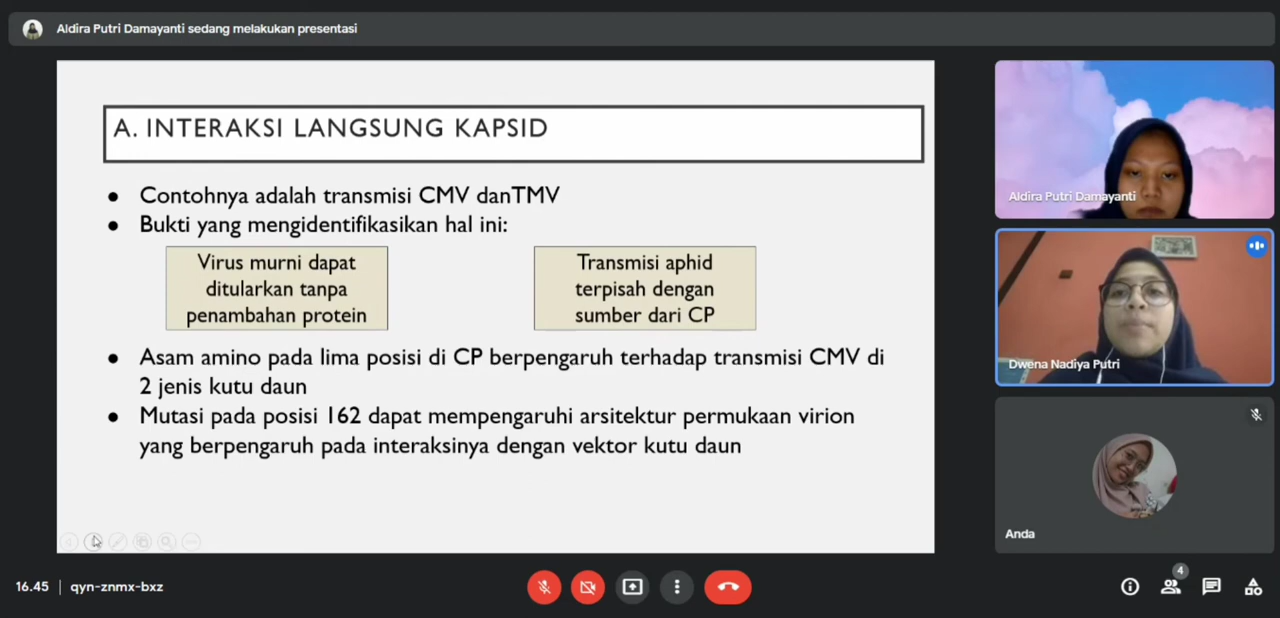 Aldira Putri Damayanti sedang melakukan presentasi
A. INTERAKSI LANGSUNG KAPSID
● Contohnya adalah transmisi CMV danTMV
● Bukti yang mengidentifikasikan hal ini:
Virus murni dapat
ditularkan tanpa
penambahan protein
Transmisi aphid
terpisah dengan
sumber dari CP
● Asam amino pada lima posisi di CP berpengaruh terhadap transmisi CMV di
2 jenis kutu daun
● Mutasi pada posisi 162 dapat mempengaruhi arsitektur permukaan virion
yang berpengaruh pada interaksinya dengan vektor kutu daun
Aldira Putri Damayanti
Dwena Nadiya Putri
Anda
16.45 | qyn-znmx-bxz
4